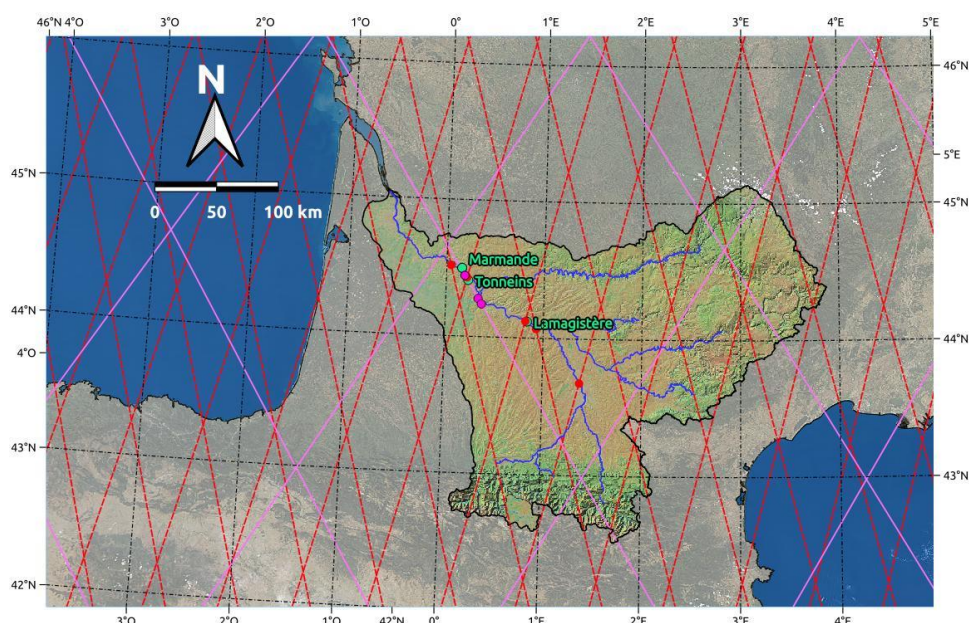 46°N 4°O 3°O 2°O 1°O 0° 1°E 2°E 3°E 4°E 5°E
46°N
N
5°E
45°N
0 50 100 km
45°N
Marmande
Tonneins
44°N
Lamagistère
44°N
4°O
43°N
43°N
42°N
3°O 2°O 1°O 42°N 0° 1°E 2°E 3°E 4°E